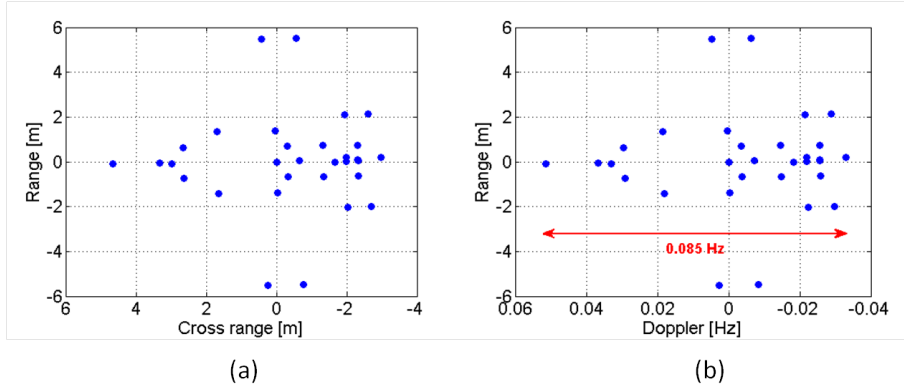 6
4
2
0
-2
-4
-6
Range [m]
6 4 2 0 -2 -4
Cross range [m]
(a)
6
4
2
0
-2
-4
-6
Range [m]
0.085 Hz
0.06 0.04 0.02 0 -0.02 -0.04
Doppler [Hz]
(b)